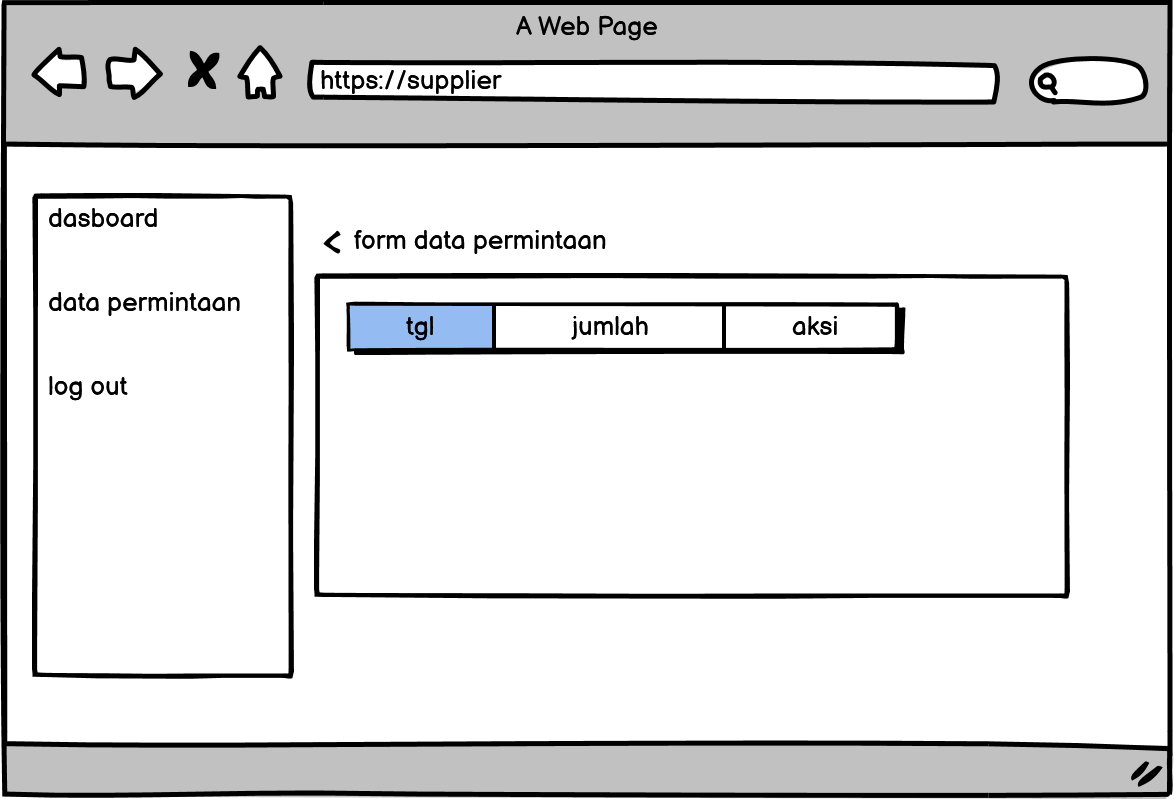 A Web Page
https://supplier
dasboard
data permintaan
log out
form data permintaan
tgl jumlah aksi